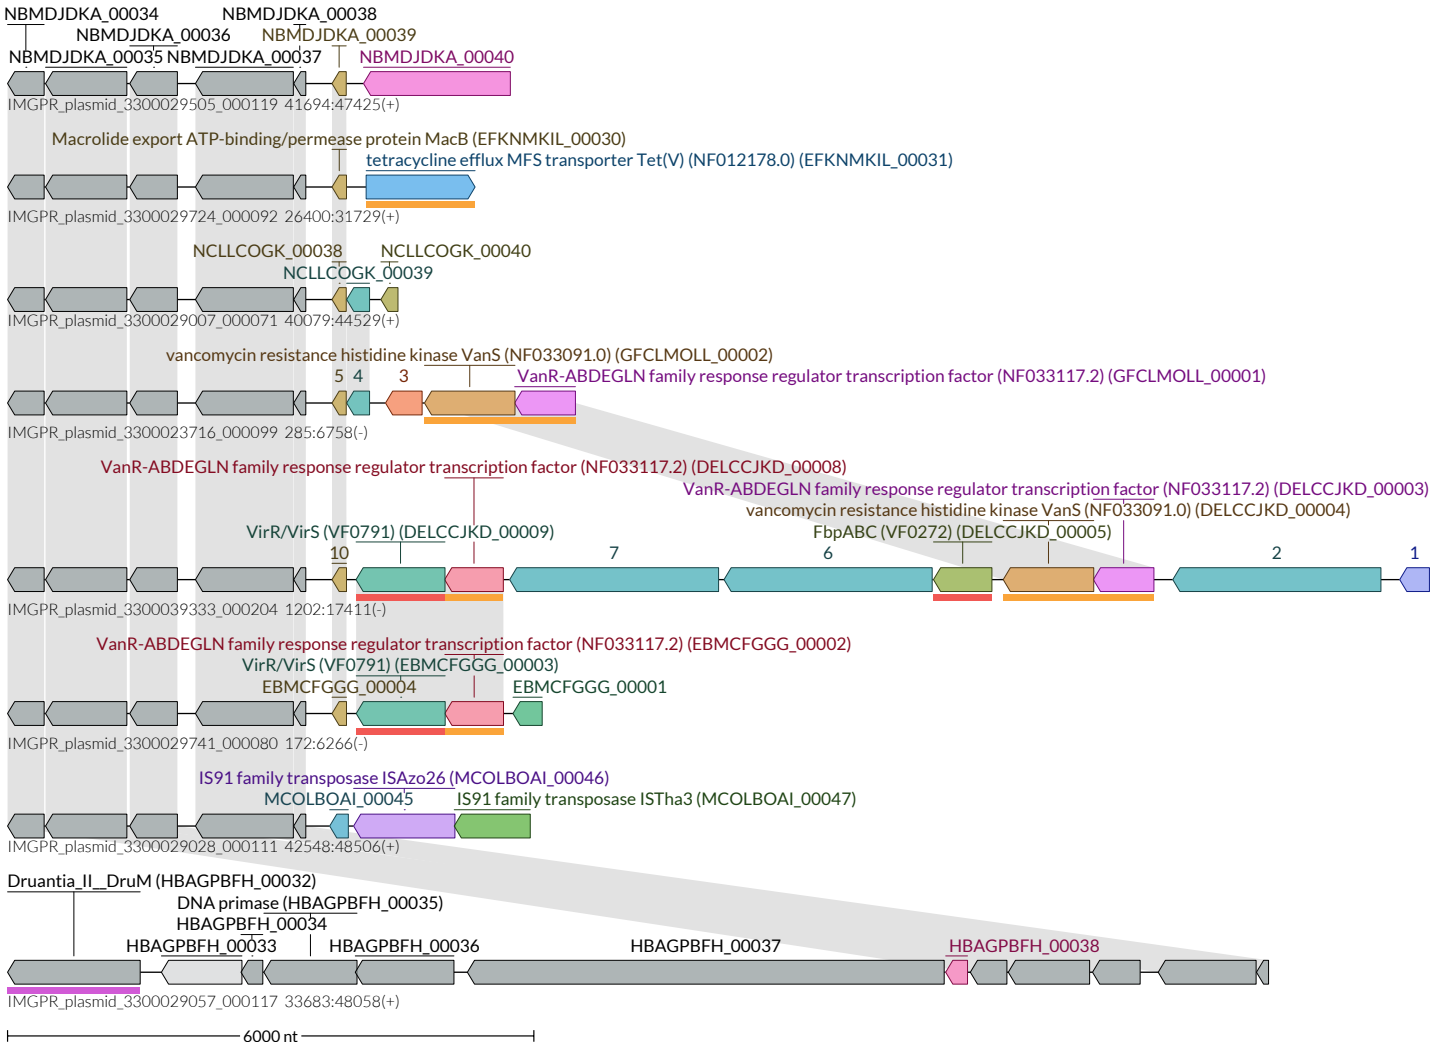 NBMDJDKA_00034 NBMDJDKA_00038
NBMDJDKA_00036 NBMDJDKA_00039
NBMDJDKA_00035 NBMDJDKA_00037 NBMDJDKA_00040
IMGPR_plasmid_3300029505_000119 41694:47425(+)
Macrolide export ATP-binding/permease protein MacB (EFKNMKIL_00030)
tetracycline efflux MFS transporter Tet(V) (NF012178.0) (EFKNMKIL_00031)
IMGPR_plasmid_3300029724_000092 26400:31729(+)
NCLLCOGK_00038 NCLLCOGK_00040
NCLLCOGK_00039
IMGPR_plasmid_3300029007_000071 40079:44529(+)
vancomycin resistance histidine kinase VanS (NF033091.0) (GFCLMOLL_00002)
5 4 3 VanR-ABDEGLN family response regulator transcription factor (NF033117.2) (GFCLMOLL_00001)
IMGPR_plasmid_3300023716_000099 285:6758(-)
VanR-ABDEGLN family response regulator transcription factor (NF033117.2) (DELCCJKD_00008)
VanR-ABDEGLN family response regulator transcription factor (NF033117.2) (DELCCJKD_00003)
vancomycin resistance histidine kinase VanS (NF033091.0) (DELCCJKD_00004)
VirR/VirS (VF0791) (DELCCJKD_00009) FbpABC (VF0272) (DELCCJKD_00005)
10 7 6 2 1
IMGPR_plasmid_3300039333_000204 1202:17411(-)
VanR-ABDEGLN family response regulator transcription factor (NF033117.2) (EBMCFGGG_00002)
VirR/VirS (VF0791) (EBMCFGGG_00003)
EBMCFGGG_00004 EBMCFGGG_00001
IMGPR_plasmid_3300029741_000080 172:6266(-)
IS91 family transposase ISAzo26 (MCOLBOAI_00046)
MCOLBOAI_00045 IS91 family transposase ISTha3 (MCOLBOAI_00047)
IMGPR_plasmid_3300029028_000111 42548:48506(+)
Druantia_II__DruM (HBAGPBFH_00032)
DNA primase (HBAGPBFH_00035)
HBAGPBFH_00034
HBAGPBFH_00033 HBAGPBFH_00036 HBAGPBFH_00037 HBAGPBFH_00038
IMGPR_plasmid_3300029057_000117 33683:48058(+)
6000 nt